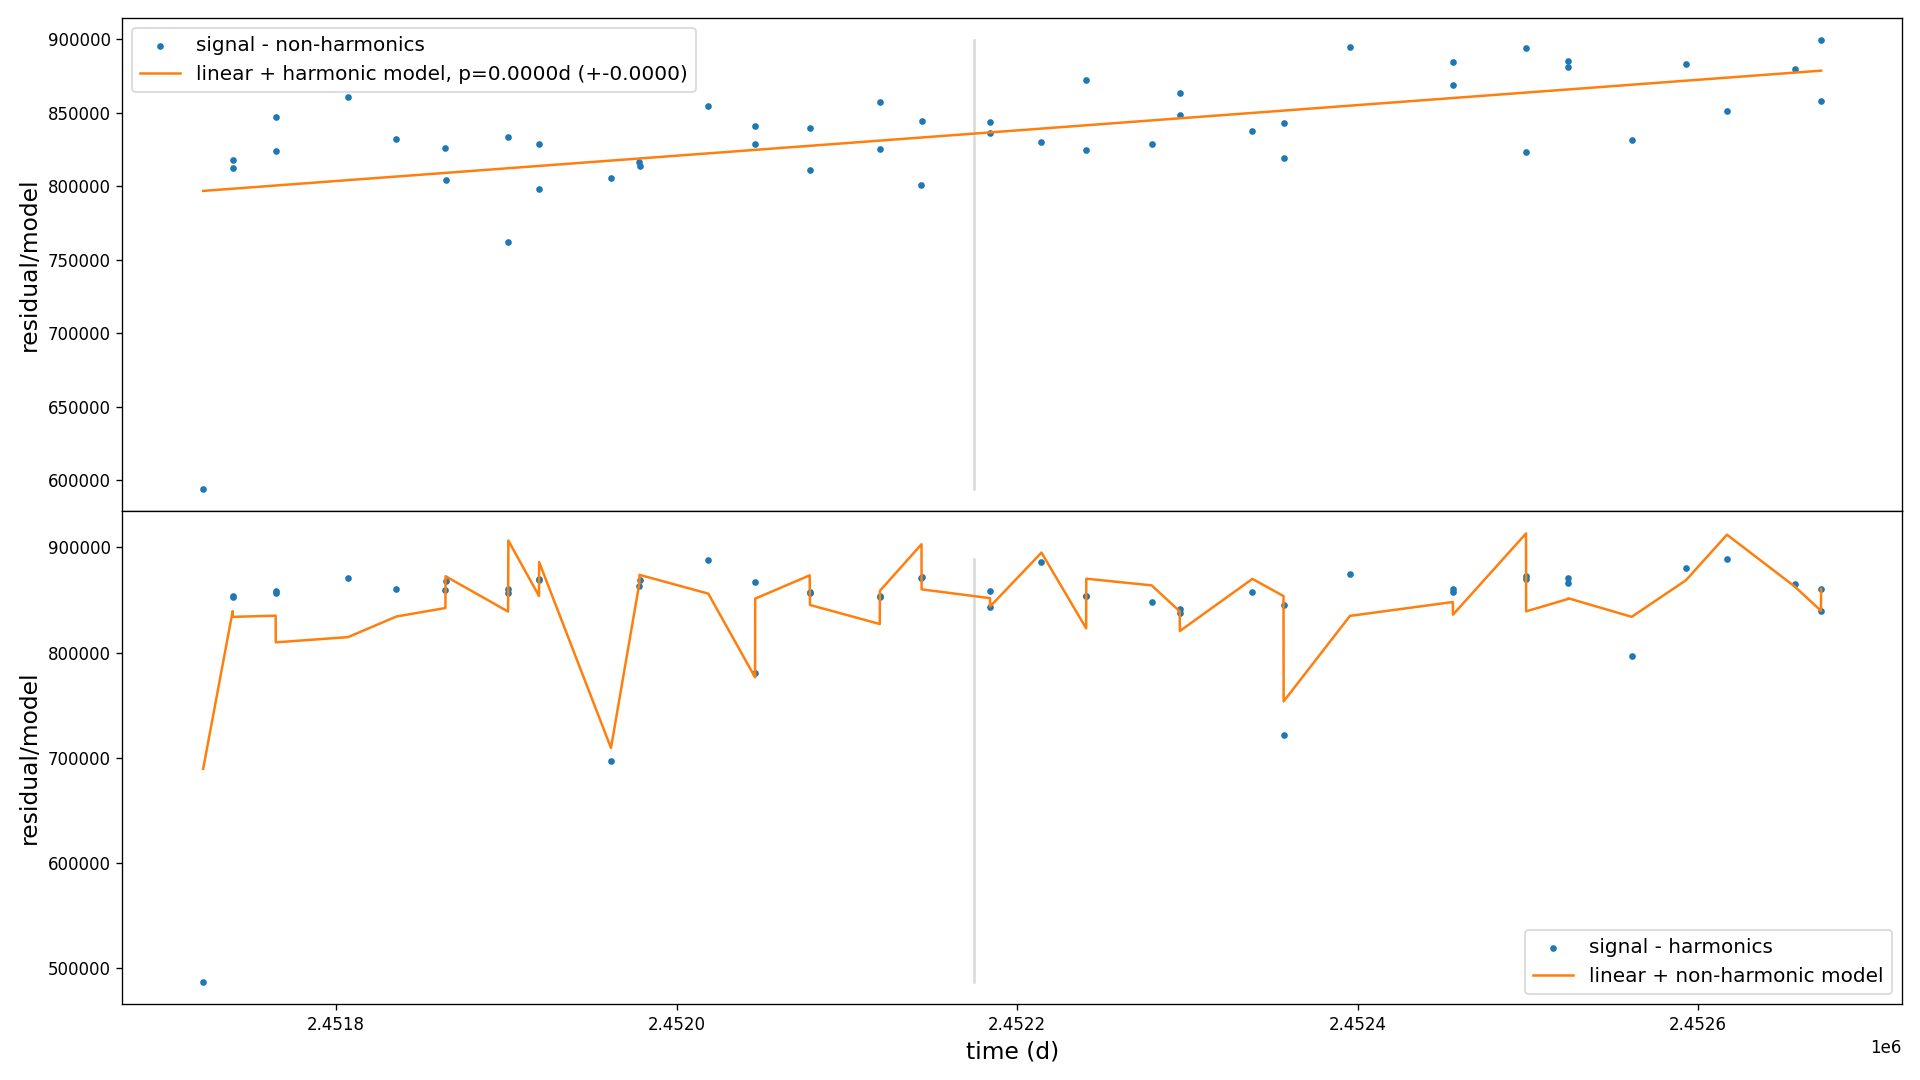 900000
850000
800000
750000
700000
650000
600000
residual/model
signal - non-harmonics
linear + harmonic model, p=0.0000d (+-0.0000)
900000
800000
700000
600000
500000
residual/model
signal - harmonics
linear + non-harmonic model
2.4518
2.4520
2.4522
2.4524
2.4526
1e6
time (d)